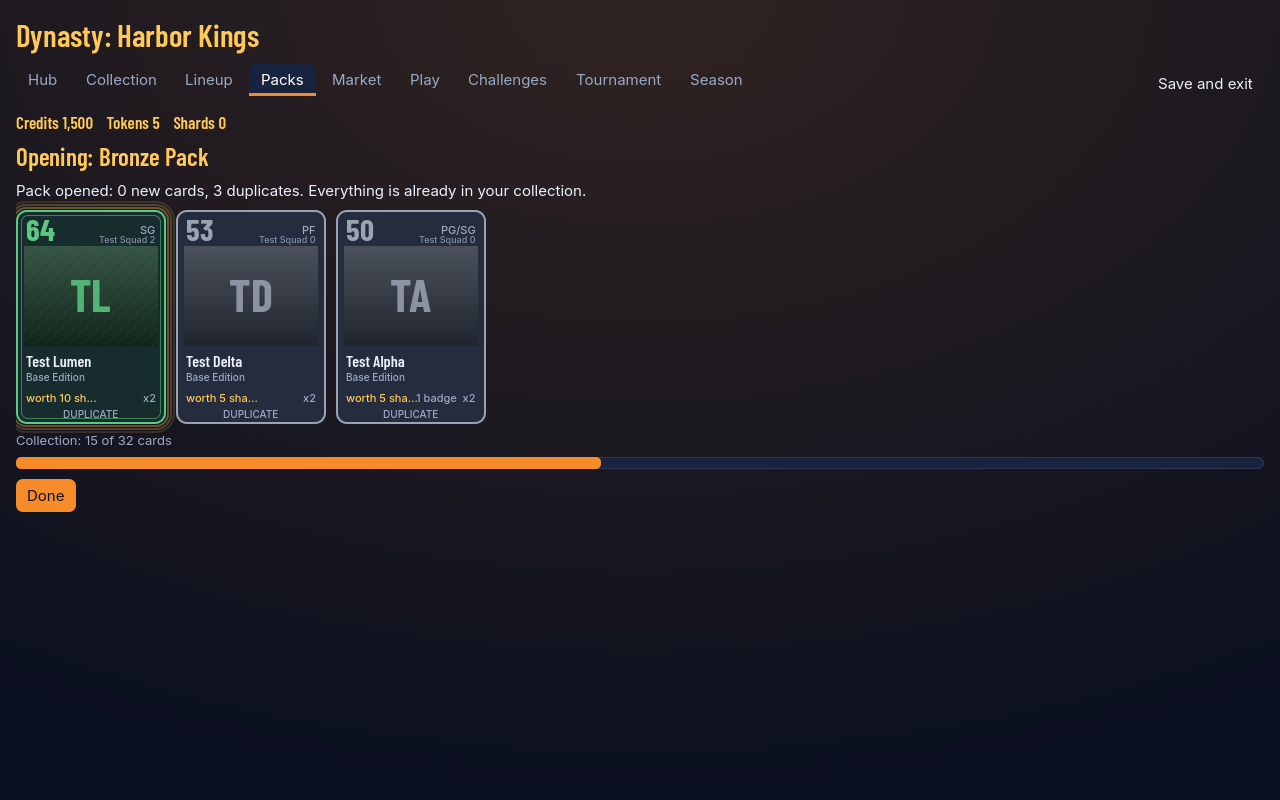 Dynasty: Harbor Kings
Hub Collection Lineup Packs Market Play Challenges Tournament Season Save and exit
Credits 1,500 Tokens 5 Shards 0
Opening: Bronze Pack
Pack opened: 0 new cards, 3 duplicates. Everything is already in your collection.
64 SG
Test Squad 2
TL
Test Lumen
Base Edition
worth 10 sh... x2
DUPLICATE
53 PF
Test Squad 0
TD
Test Delta
Base Edition
worth 5 sha... x2
DUPLICATE
50 PG/SG
Test Squad 0
TA
Test Alpha
Base Edition
worth 5 sha...1 badge x2
DUPLICATE
Collection: 15 of 32 cards
Done